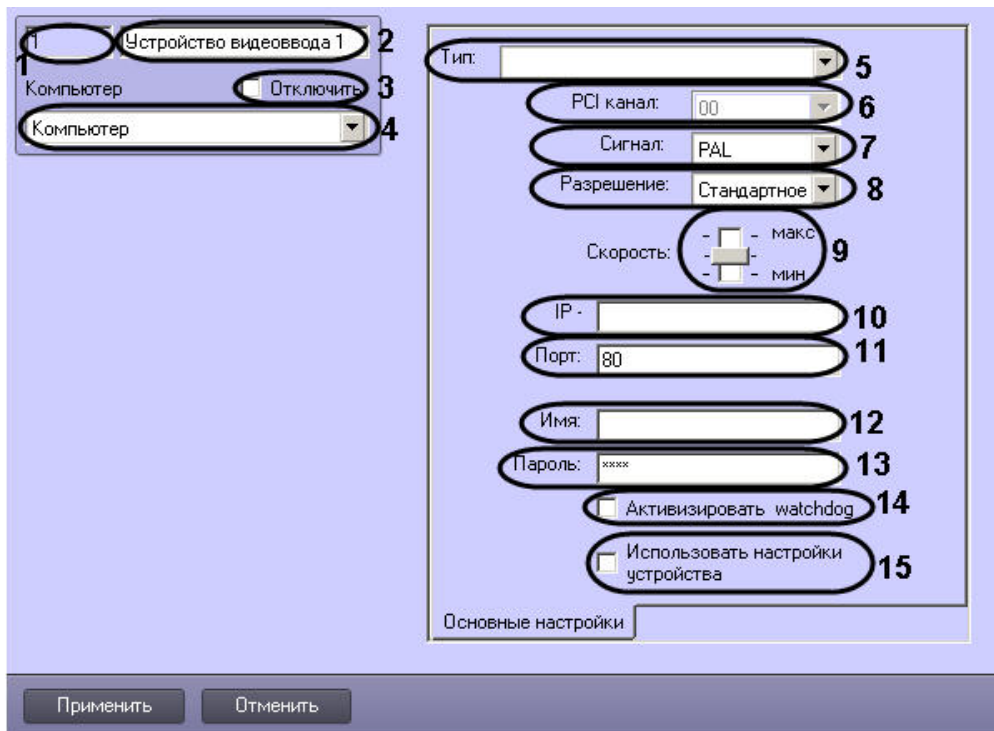 1 Устройство видеоввода 1 2
1
Компьютер Отключить 3
Компьютер 4
Тип: 5
PCI канал: 00 6
Сигнал: PAL 7
Разрешение: Стандартное 8
- - макс
Скорость: - - 9
- - мин
IP - 10
Порт: 80 11
Имя: 12
Пароль: **** 13
Активизировать watchdog 14
Использовать настройки
устройства 15
Основные настройки
Применить Отменить